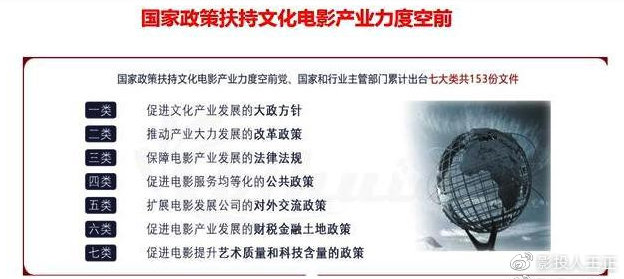 国家政策扶持文化电影产业力度空前
国家政策扶持文化电影产业力度空前党、国家和行业主管部门累计出台七大类共153份文件
一类 促进文化产业发展的大政方针
二类 推动产业大力发展的改革政策
三类 保障电影产业发展的法律法规
四类 促进电影服务均等化的公共政策
五类 扩展电影发展公司的对外交流政策
六类 促进电影产业发展的财税金融土地政策
七类 促进电影提升艺术质量和科技含量的政策
@影投人王正